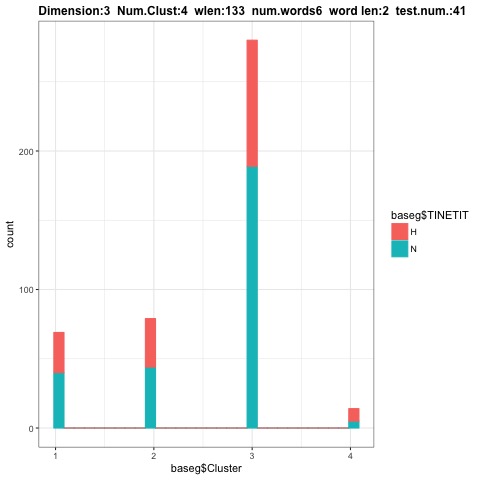 Dimension:3 Num.Clust:4 wlen:133 num.words6 word len:2 test.num.:41
200
100
0
count
1 2 3 4
baseg$Cluster
baseg$TINETIT
H
N